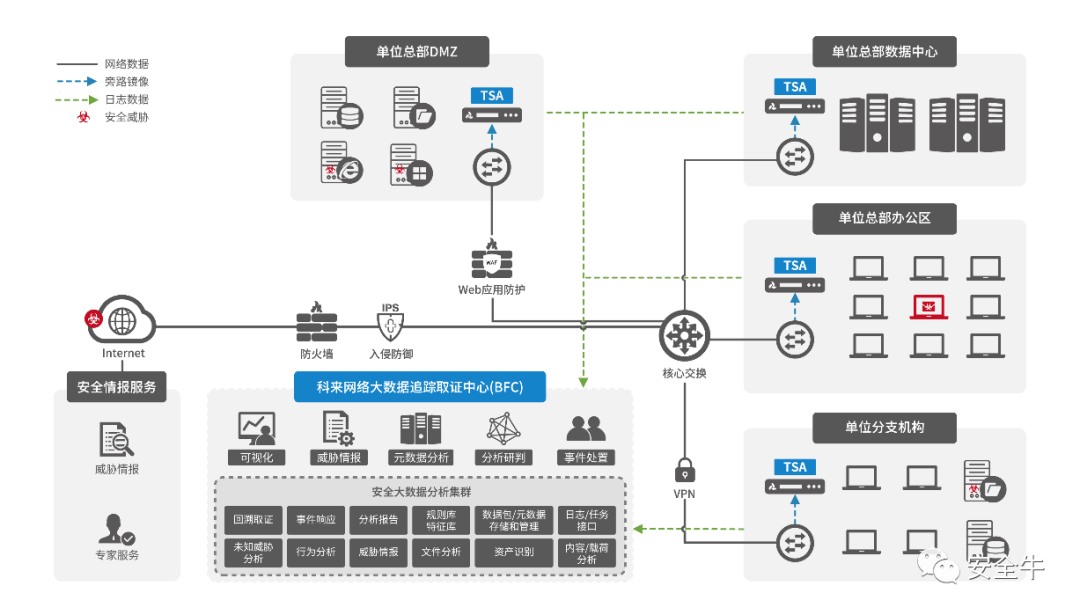 网络数据
旁路镜像
日志数据
安全威胁
单位总部DMZ
TSA
单位总部数据中心
TSA
WAF
Web应用防护
单位总部办公区
TSA
Internet
防火墙
IPS
入侵防御
核心交换
安全情报服务
威胁情报
专家服务
科来网络大数据追踪取证中心(BFC)
可视化
威胁情报
元数据分析
分析研判
事件处置
安全大数据分析集群
回溯取证
事件响应
分析报告
规则库
特征库
数据包/元数据
存储和管理
日志/任务
接口
未知威胁
分析
行为分析
威胁情报
文件分析
资产识别
内容/载荷
分析
VPN
单位分支机构
TSA
安全牛